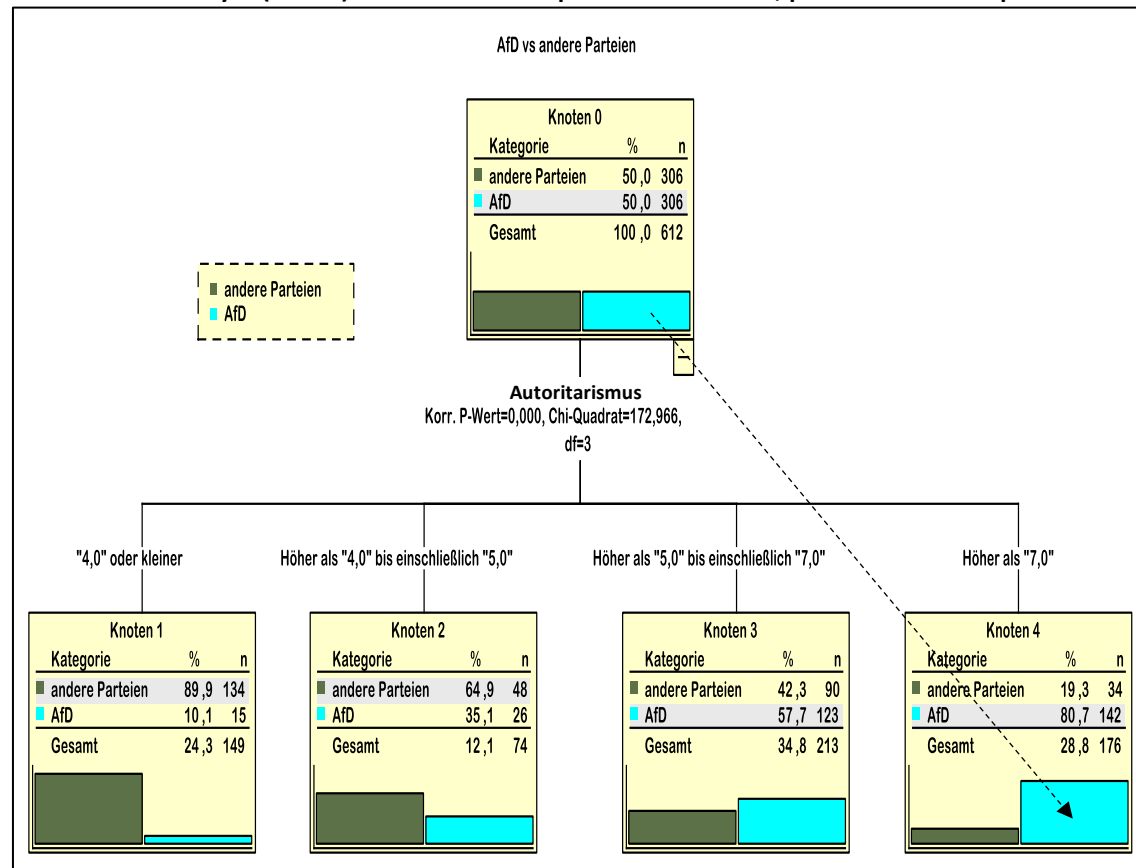 AfD vs andere Parteien
Knoten 0
Kategorie % n
andere Parteien 50,0 306
AfD 50,0 306
Gesamt 100,0 612
andere Parteien
AfD
Autoritarismus
Korr. P-Wert=0,000, Chi-Quadrat=172,966,
df=3
"4,0" oder kleiner
Höher als "4,0" bis einschließlich "5,0"
Höher als "5,0" bis einschließlich "7,0"
Höher als "7,0"
Knoten 1
Kategorie % n
andere Parteien 89,9 134
AfD 10,1 15
Gesamt 24,3 149
Knoten 2
Kategorie % n
andere Parteien 64,9 48
AfD 35,1 26
Gesamt 12,1 74
Knoten 3
Kategorie % n
andere Parteien 42,3 90
AfD 57,7 123
Gesamt 34,8 213
Knoten 4
Kategorie % n
andere Parteien 19,3 34
AfD 80,7 142
Gesamt 28,8 176